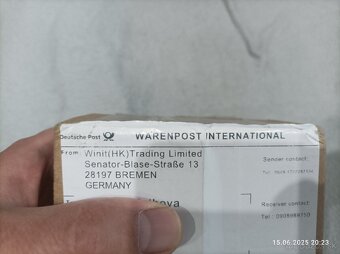 Deutsche Post WARENPOST INTERNATIONAL
From: Winit(HK)Trading Limited
Senator-Blase-Straße 13
28197 BREMEN
GERMANY
Sender contact:
Receiver contact:
Tel.:
15.06.2025 20:23